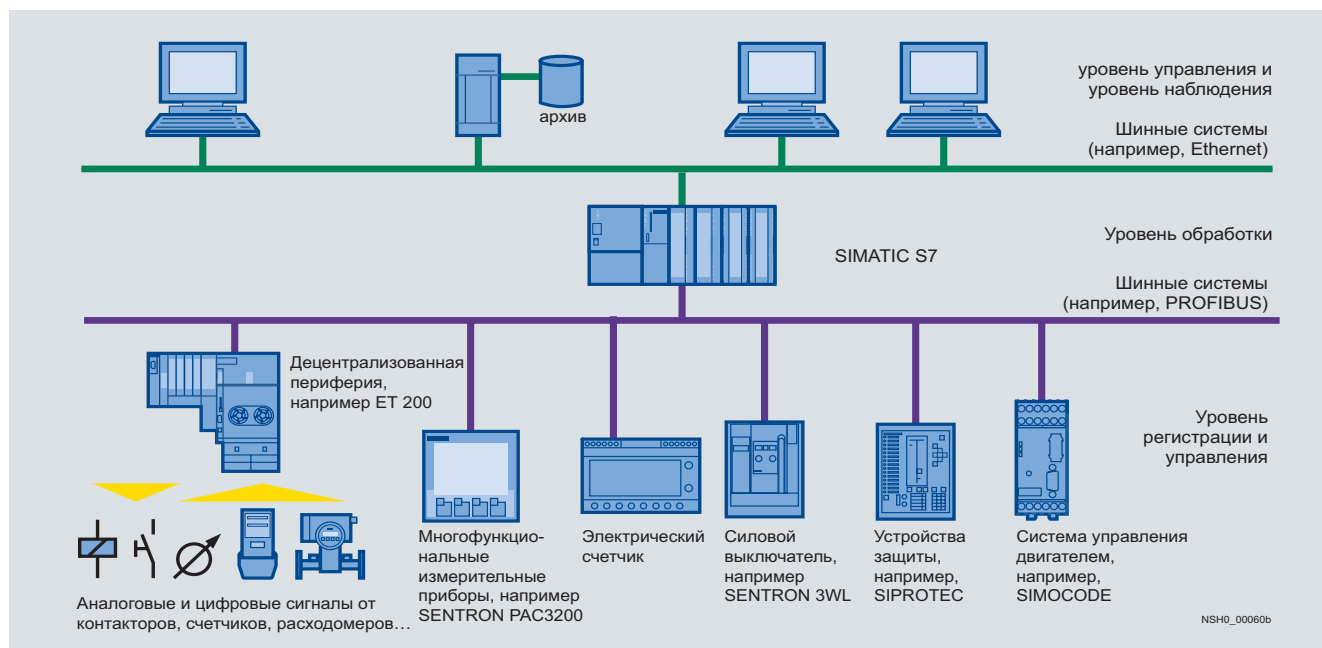 архив
уровень управления и
уровень наблюдения
Шинные системы
(например, Ethernet)
SIMATIC S7
Уровень обработки
Шинные системы
(например, PROFIBUS)
Децентрализованная
периферия,
например ET 200
Уровень
регистрации и
управления
Аналоговые и цифровые сигналы от
контакторов, счетчиков, расходомеров…
Многофункцио-
нальные
измерительные
приборы, например
SENTRON PAC3200
Электрический
счетчик
Силовой
выключатель,
например
SENTRON 3WL
Устройства
защиты,
например,
SIPROTEC
Система управления
двигателем,
например,
SIMOCODE
NSH0_00060b